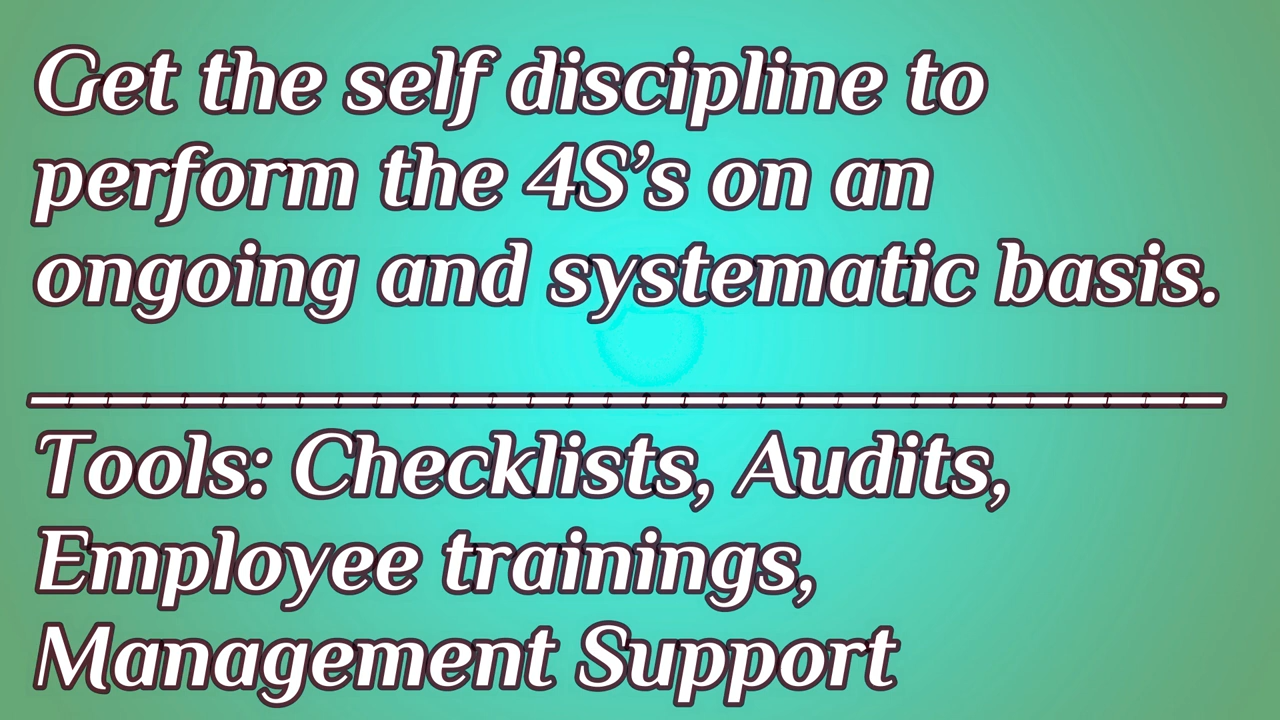 Get the self discipline to
perform the 4S’s on an
ongoing and systematic basis.
_______________________________
Tools: Checklists, Audits,
Employee trainings,
Management Support